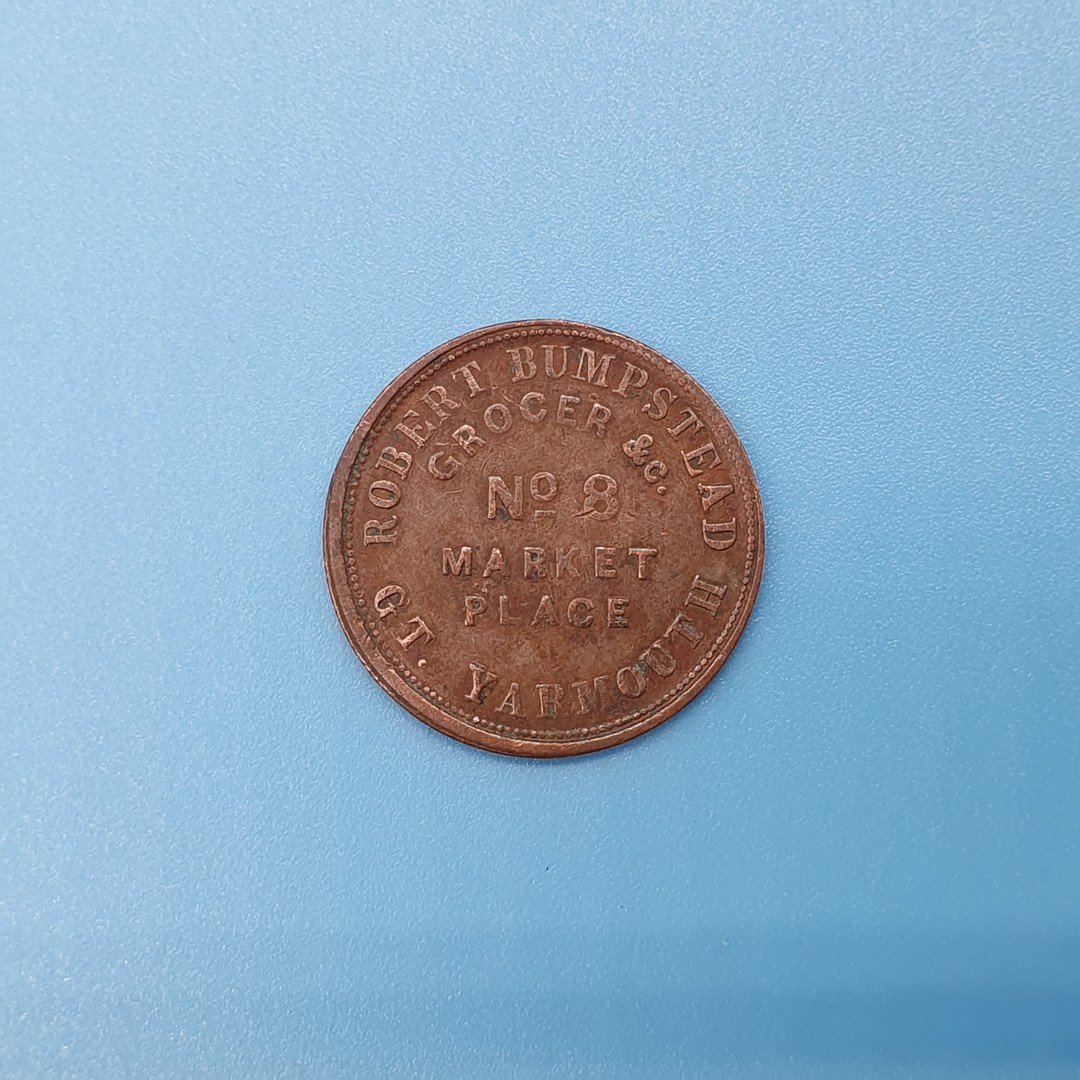 ROBERT BUMPSTEAD
GROCER &C.
No 8
MARKET
PLACE
GT. YARMOUTH